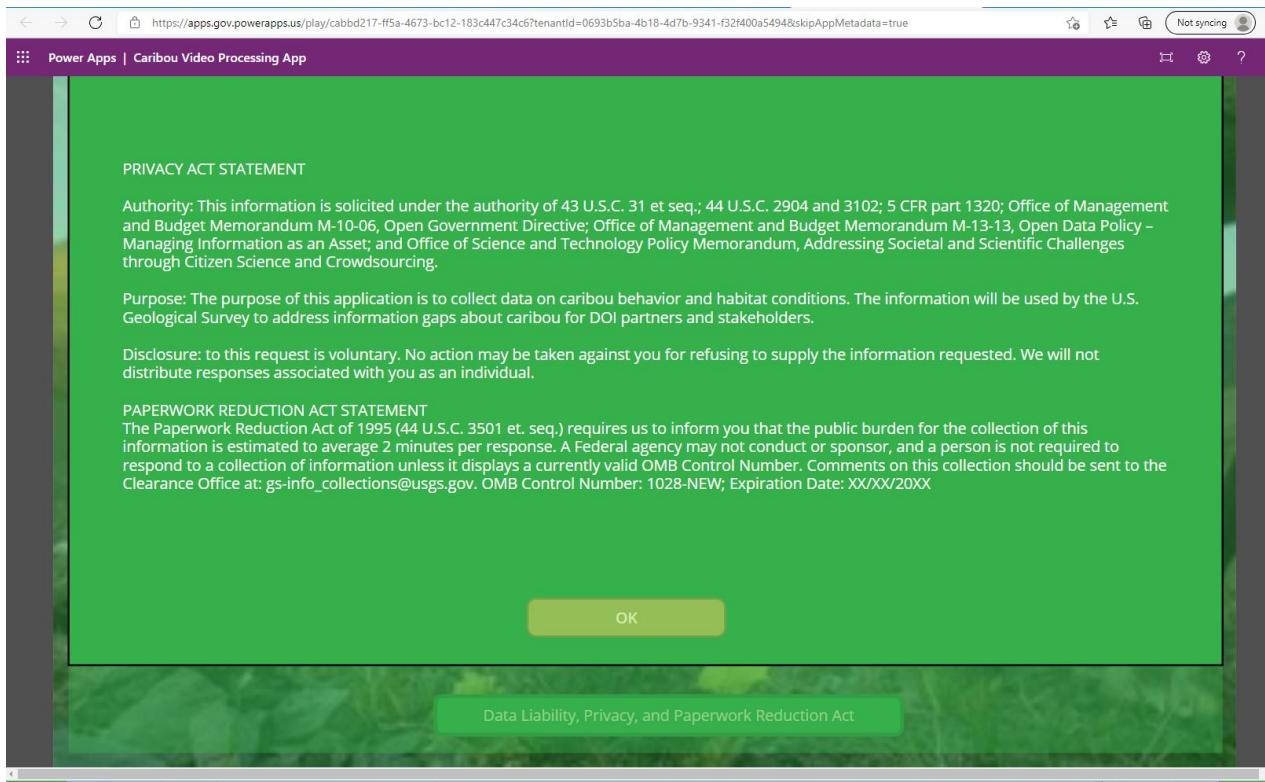 https://apps.gov.powerapps.us/play/cabbd217-ff5a-4673-bc12-183c447c34c6?tenantId=0693b5ba-4b18-4d7b-9341-f32f400a5494&skipAppMetadata=true
Not syncing
Power Apps | Caribou Video Processing App
?
PRIVACY ACT STATEMENT
Authority: This information is solicited under the authority of 43 U.S.C. 31 et seq.; 44 U.S.C. 2904 and 3102; 5 CFR part 1320; Office of Management
and Budget Memorandum M-10-06, Open Government Directive; Office of Management and Budget Memorandum M-13-13, Open Data Policy –
Managing Information as an Asset; and Office of Science and Technology Policy Memorandum, Addressing Societal and Scientific Challenges
through Citizen Science and Crowdsourcing.
Purpose: The purpose of this application is to collect data on caribou behavior and habitat conditions. The information will be used by the U.S.
Geological Survey to address information gaps about caribou for DOI partners and stakeholders.
Disclosure: to this request is voluntary. No action may be taken against you for refusing to supply the information requested. We will not
distribute responses associated with you as an individual.
PAPERWORK REDUCTION ACT STATEMENT
The Paperwork Reduction Act of 1995 (44 U.S.C. 3501 et. seq.) requires us to inform you that the public burden for the collection of this
information is estimated to average 2 minutes per response. A Federal agency may not conduct or sponsor, and a person is not required to
respond to a collection of information unless it displays a currently valid OMB Control Number. Comments on this collection should be sent to the
Clearance Office at: gs-info_collections@usgs.gov. OMB Control Number: 1028-NEW; Expiration Date: XX/XX/20XX
OK
Data Liability, Privacy, and Paperwork Reduction Act